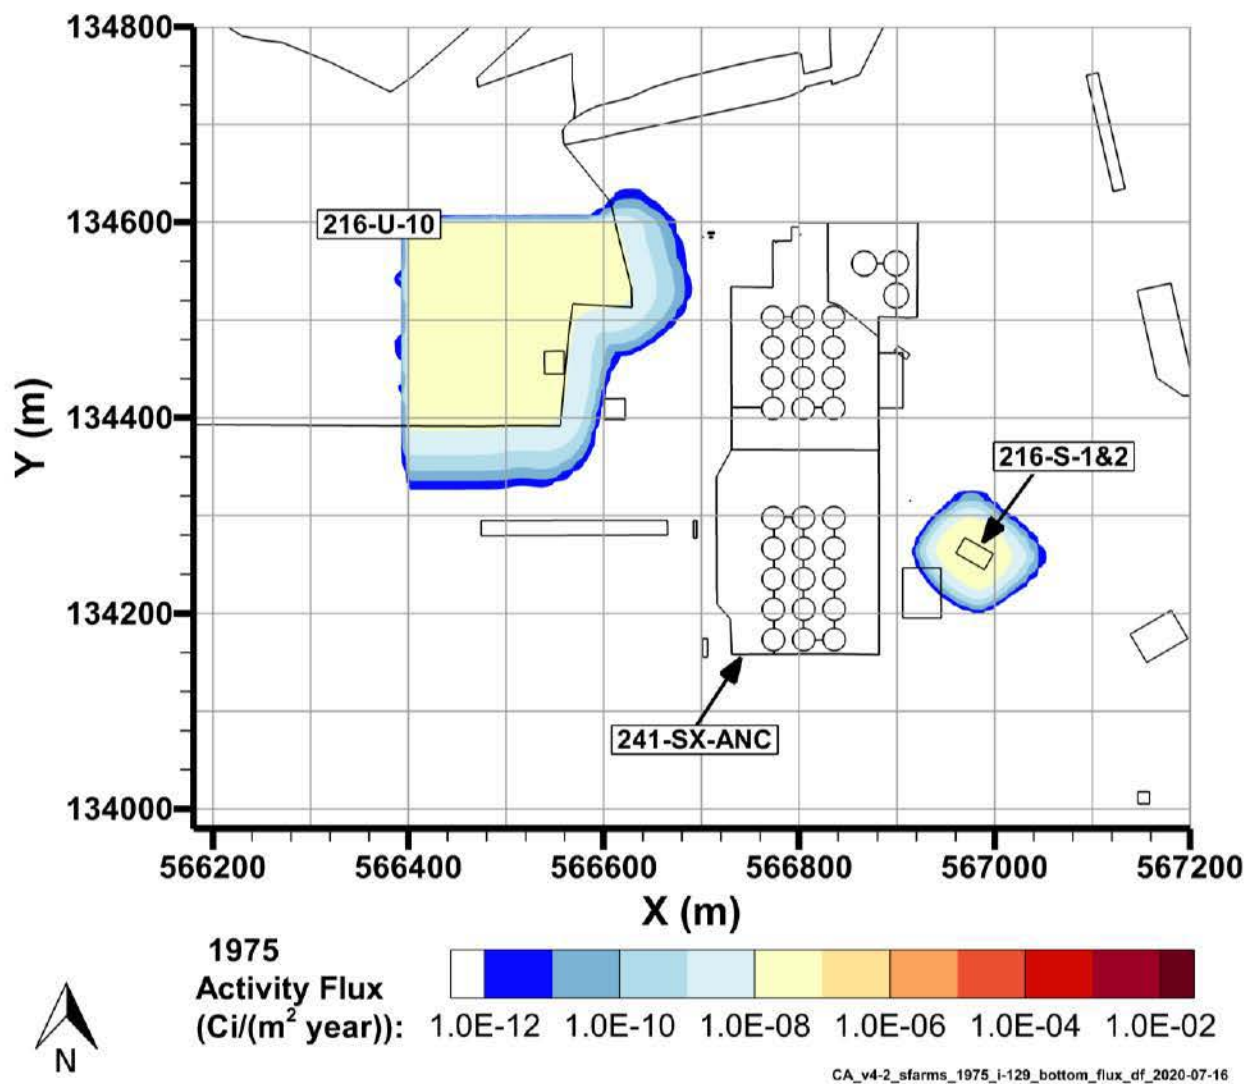 134800
134600
134400
134200
134000
Y (m)
216-U-10
216-S-1&2
241-SX-ANC
566200 566400 566600 566800 567000 567200
X (m)
1975
Activity Flux
(Ci/(m² year)):
1.0E-12 1.0E-10 1.0E-08 1.0E-06 1.0E-04 1.0E-02
N
CA_v4-2_sfarms_1975_i-129_bottom_flux_df_2020-07-16